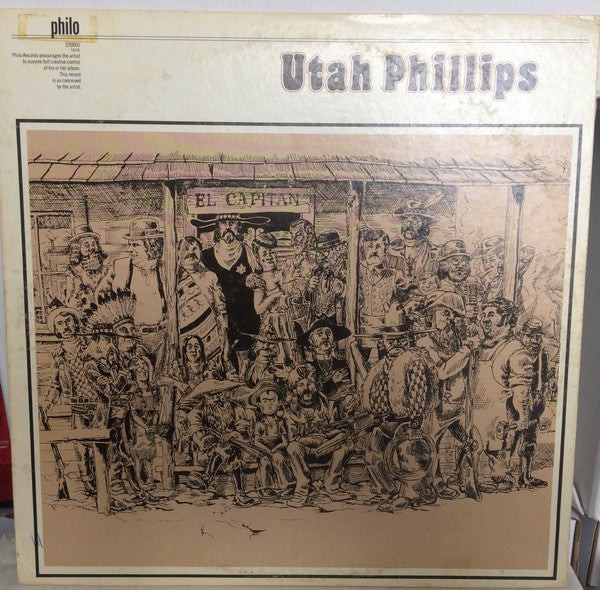 philo
STEREO
1016
Philo Records encourages the artist
to assume full creative control
of his or her album.
This record
is as conceived
by the artist.
Utah Phillips
EL CAPITAN